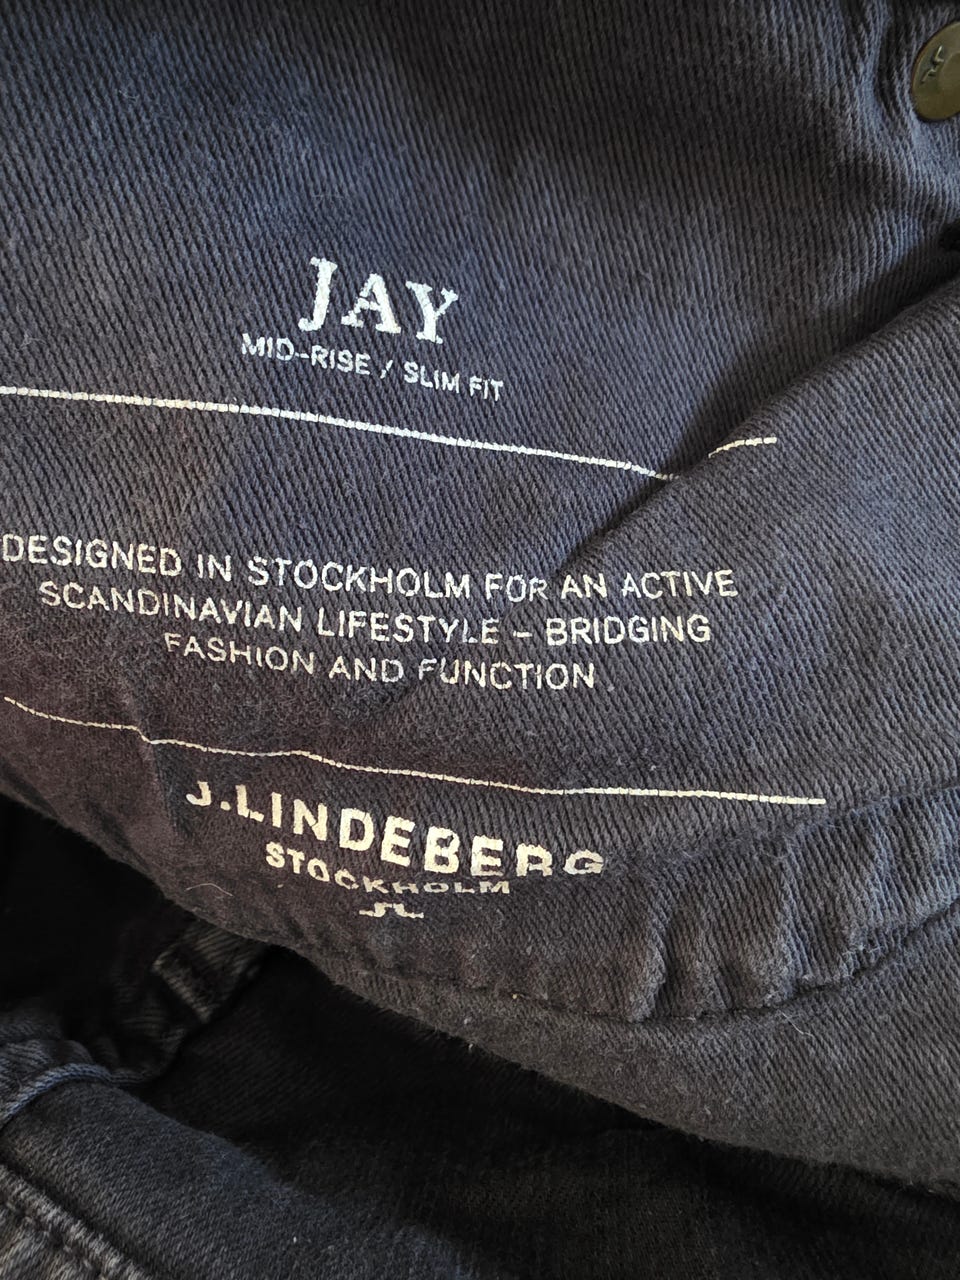 JAY
MID-RISE / SLIM FIT
DESIGNED IN STOCKHOLM FOR AN ACTIVE
SCANDINAVIAN LIFESTYLE – BRIDGING
FASHION AND FUNCTION
J.LINDEBERG
STOCKHOLM